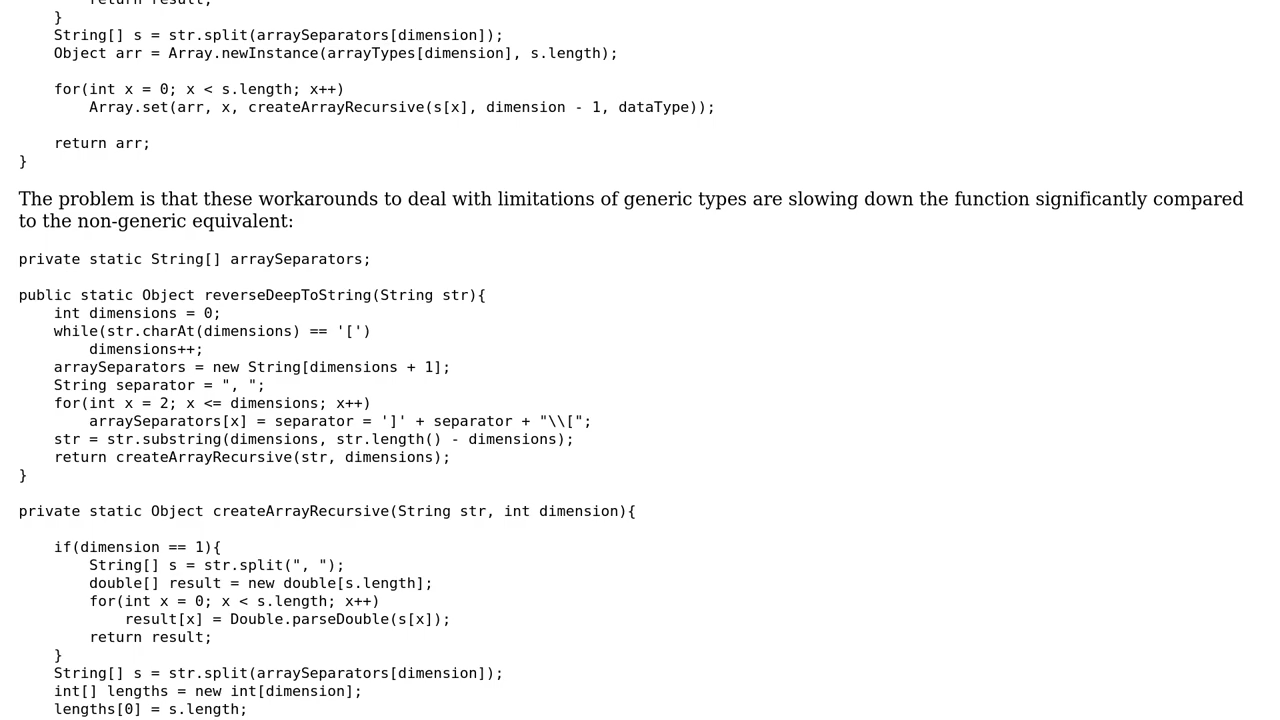 return result;
    }
    String[] s = str.split(arraySeparators[dimension]);
    Object arr = Array.newInstance(arrayTypes[dimension], s.length);

    for(int x = 0; x < s.length; x++)
        Array.set(arr, x, createArrayRecursive(s[x], dimension - 1, dataType));

    return arr;
}
The problem is that these workarounds to deal with limitations of generic types are slowing down the function significantly compared
to the non-generic equivalent:
private static String[] arraySeparators;

public static Object reverseDeepToString(String str){
    int dimensions = 0;
    while(str.charAt(dimensions) == '[')
        dimensions++;
    arraySeparators = new String[dimensions + 1];
    String separator = ", ";
    for(int x = 2; x <= dimensions; x++)
        arraySeparators[x] = separator = ']' + separator + "\\[";
    str = str.substring(dimensions, str.length() - dimensions);
    return createArrayRecursive(str, dimensions);
}

private static Object createArrayRecursive(String str, int dimension){

    if(dimension == 1){
        String[] s = str.split(", ");
        double[] result = new double[s.length];
        for(int x = 0; x < s.length; x++)
            result[x] = Double.parseDouble(s[x]);
        return result;
    }
    String[] s = str.split(arraySeparators[dimension]);
    int[] lengths = new int[dimension];
    lengths[0] = s.length;